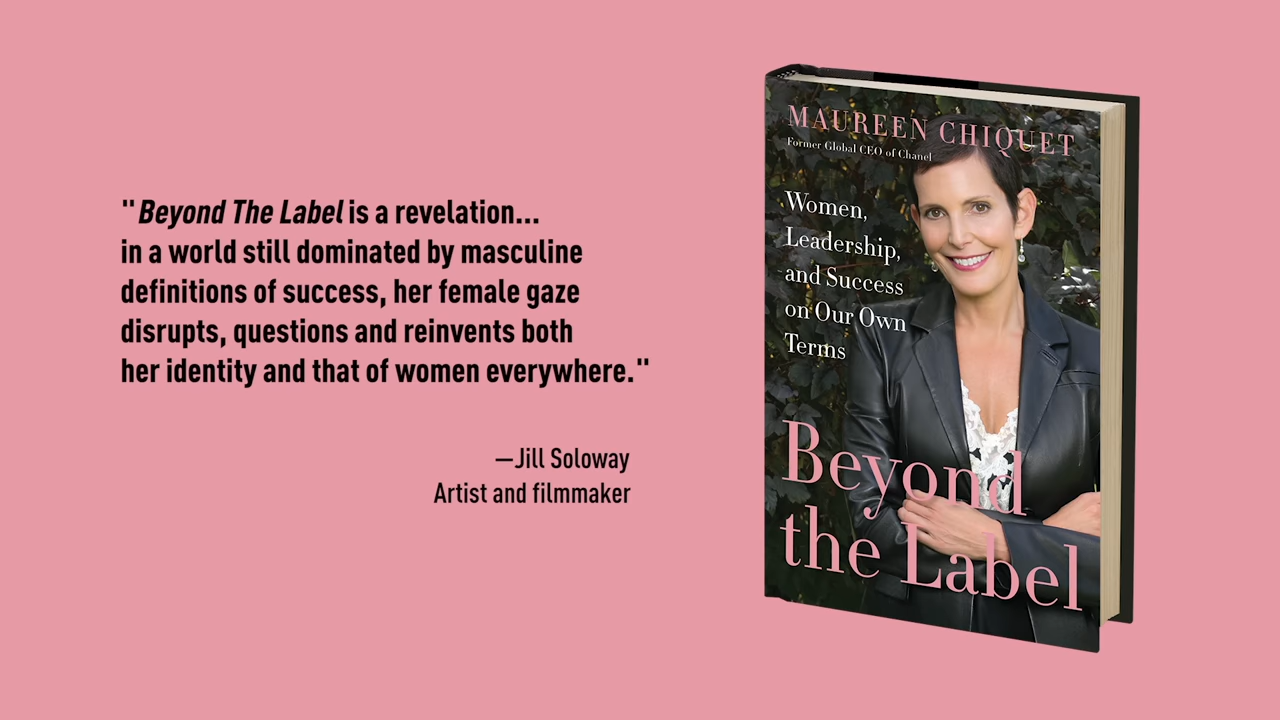 "Beyond The Label is a revelation...
in a world still dominated by masculine
definitions of success, her female gaze
disrupts, questions and reinvents both
her identity and that of women everywhere."
—Jill Soloway
Artist and filmmaker
MAUREEN CHIQUET
Former Global CEO of Chanel
Women,
Leadership,
and Success
on Our Own
Terms
Beyond
the Label